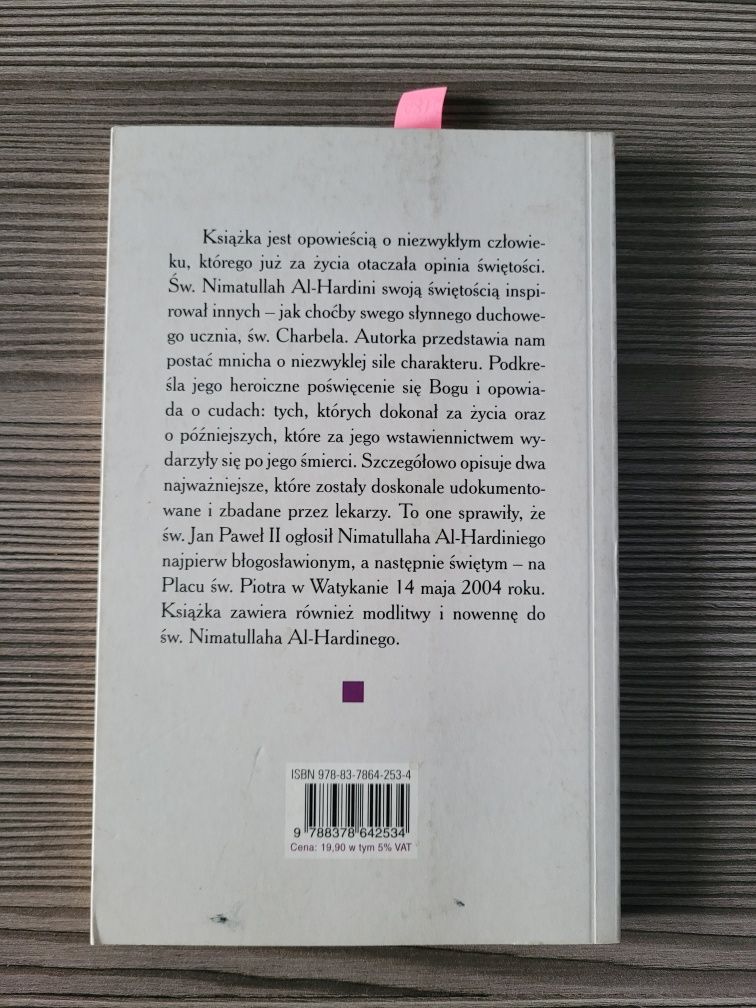 Książka jest opowieścią o niezwykłym człowie-
ku, którego już za życia otaczała opinia świętości.
Św. Nimatullah Al-Hardini swoją świętością inspi-
rował innych – jak choćby swego słynnego duchowe-
go ucznia, św. Charbela. Autorka przedstawia nam
postać mnicha o niezwykłej sile charakteru. Podkre-
śla jego heroiczne poświęcenie się Bogu i opowia-
da o cudach: tych, których dokonał za życia oraz
o późniejszych, które za jego wstawiennictwem wy-
darzyły się po jego śmierci. Szczegółowo opisuje dwa
najważniejsze, które zostały doskonale udokumento-
wane i zbadane przez lekarzy. To one sprawiły, że
św. Jan Paweł II ogłosił Nimatullaha Al-Hardiniego
najpierw błogosławionym, a następnie świętym – na
Placu św. Piotra w Watykanie 14 maja 2004 roku.
Książka zawiera również modlitwy i nowennę do
św. Nimatullaha Al-Hardinego.
ISBN 978-83-7864-253-4
9 788378 642534
Cena: 19,90 w tym 5% VAT